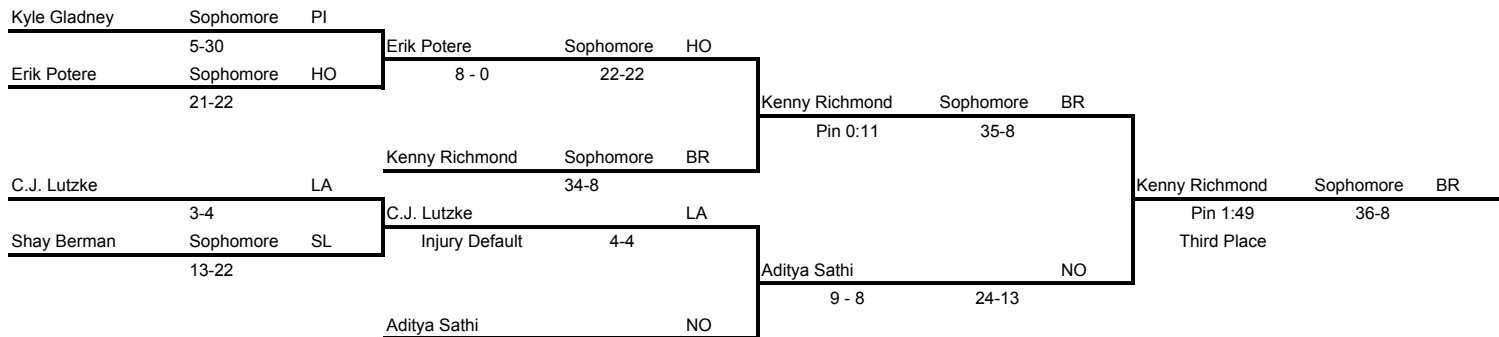 Kyle Gladney Sophomore PI
5-30 Erik Potere Sophomore HO
Erik Potere Sophomore HO 8 - 0 22-22
21-22 Kenny Richmond Sophomore BR
Pin 0:11 35-8
Kenny Richmond Sophomore BR
C.J. Lutzke LA 34-8 Kenny Richmond Sophomore BR
3-4 C.J. Lutzke LA Pin 1:49 36-8
Shay Berman Sophomore SL Injury Default 4-4 Third Place
13-22 Aditya Sathi NO
9 - 8 24-13
Aditya Sathi NO